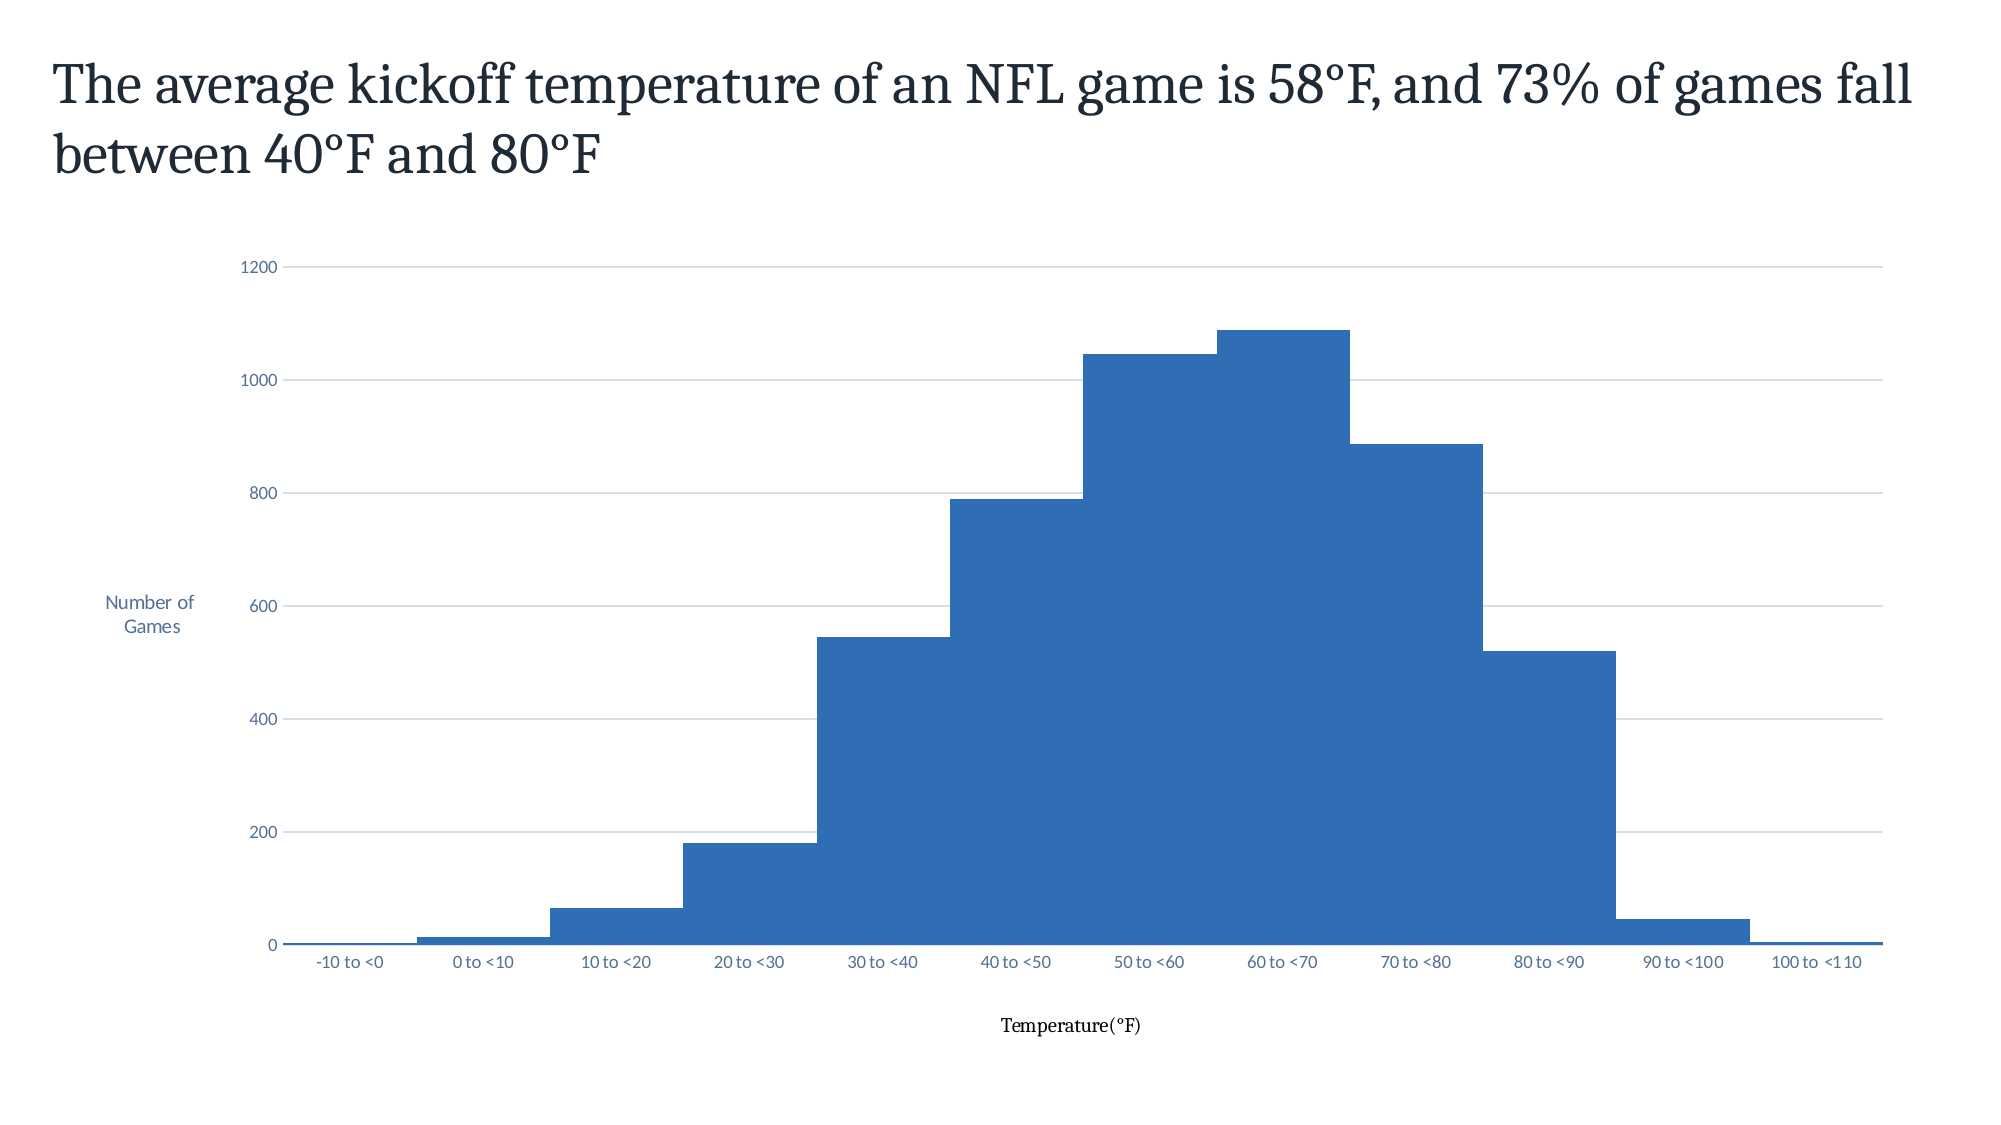 The average kickoff temperature of an NFL game is 58°F, and 73% of games fall
between 40°F and 80°F
1200
1000
800
600
400
200
0
Number of
Games
-10 to <0 0 to <10 10 to <20 20 to <30 30 to <40 40 to <50 50 to <60 60 to <70 70 to <80 80 to <90 90 to <100 100 to <110
Temperature(°F)